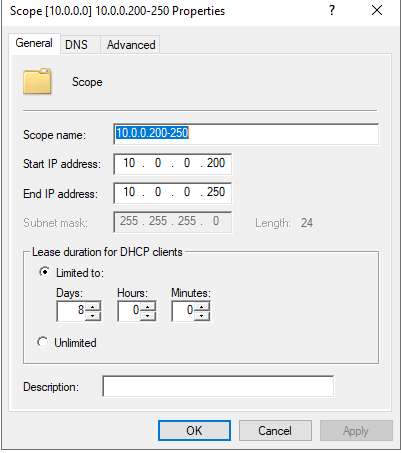 Scope [10.0.0.0] 10.0.0.200-250 Properties ? ×
General DNS Advanced
Scope
Scope name: 10.0.0.200-250
Start IP address: 10 . 0 . 0 . 200
End IP address: 10 . 0 . 0 . 250
Subnet mask: 255 . 255 . 255 . 0 Length: 24
Lease duration for DHCP clients
Limited to:
Days: Hours: Minutes:
8 0 0
Unlimited
Description:
OK Cancel Apply